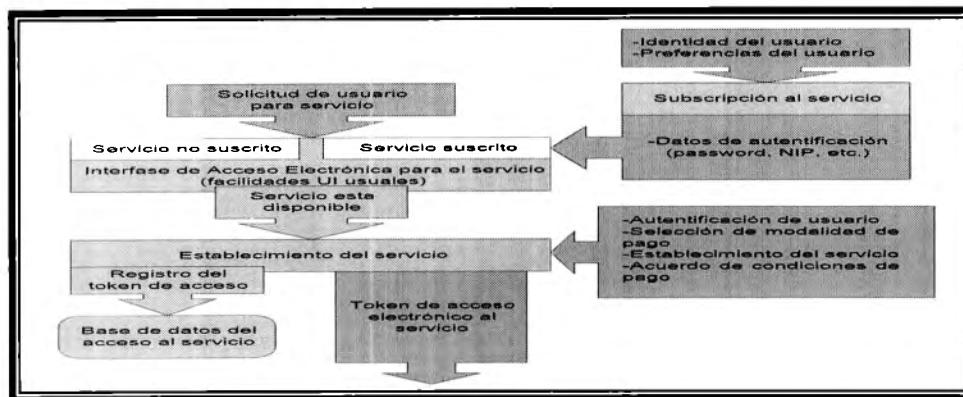 -Identidad del usuario
-Preferencias del usuario
Solicitud de usuario
para servicio
Subscripción al servicio
Servicio no suscrito
Servicio suscrito
-Datos de autentificación
(password, NIP, etc.)
Interfase de Acceso Electrónica para el servicio
(facilidades UI usuales)
Servicio esta
disponible
-Autentificación de usuario
-Selección de modalidad de
pago
-Establecimiento del servicio
-Acuerdo de condiciones de
pago
Establecimiento del servicio
Registro del
token de acceso
Token de acceso
electrónico al
servicio
Base de datos del
acceso al servicio